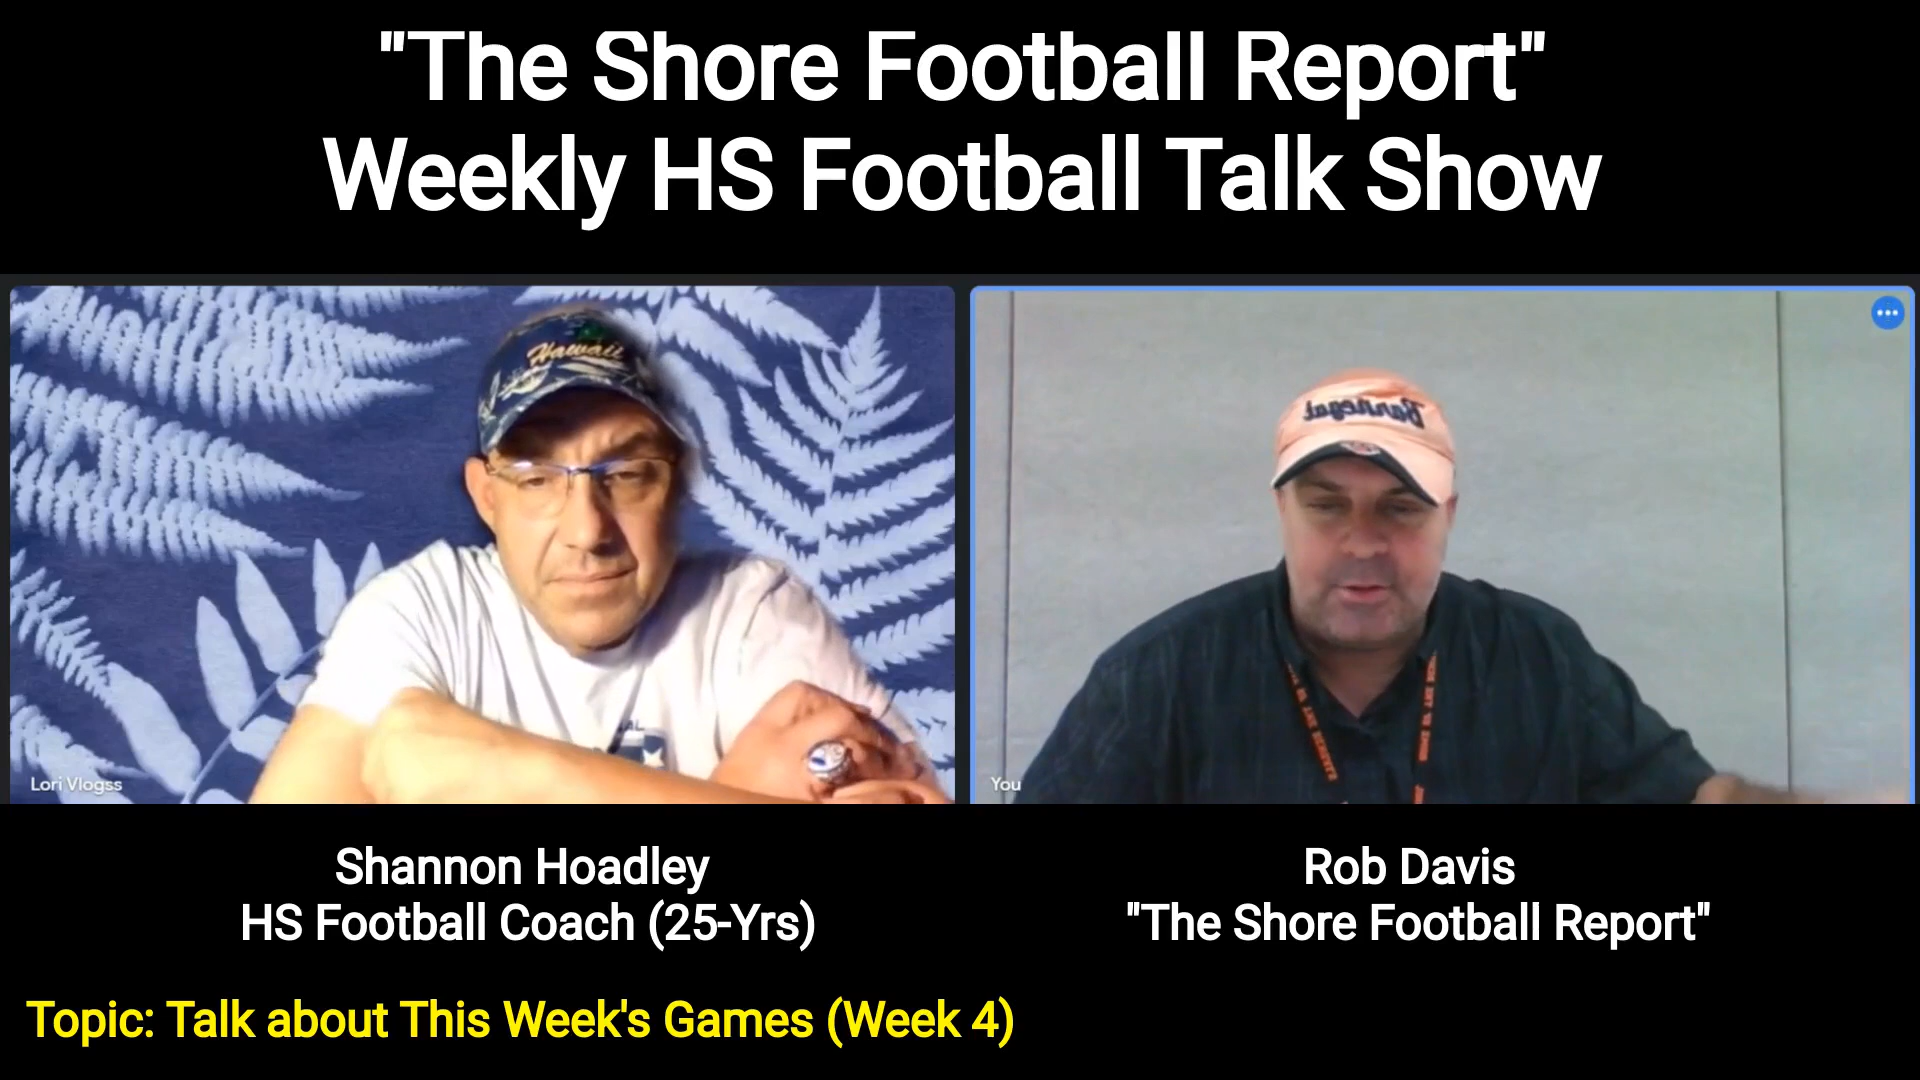 "The Shore Football Report"
Weekly HS Football Talk Show
Hawaii
Barnegat
Lori Vlogss
You
Shannon Hoadley
HS Football Coach (25-Yrs)
Rob Davis
"The Shore Football Report"
Topic: Talk about This Week's Games (Week 4)